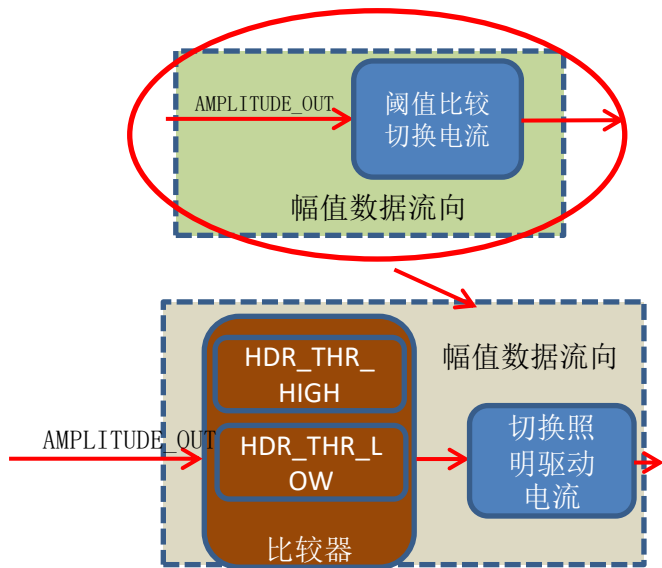 AMPLITUDE_OUT
阈值比较
切换电流
幅值数据流向
HDR_THR_
HIGH
幅值数据流向
AMPLITUDE_OUT
HDR_THR_L
OW
切换照
明驱动
电流
比较器